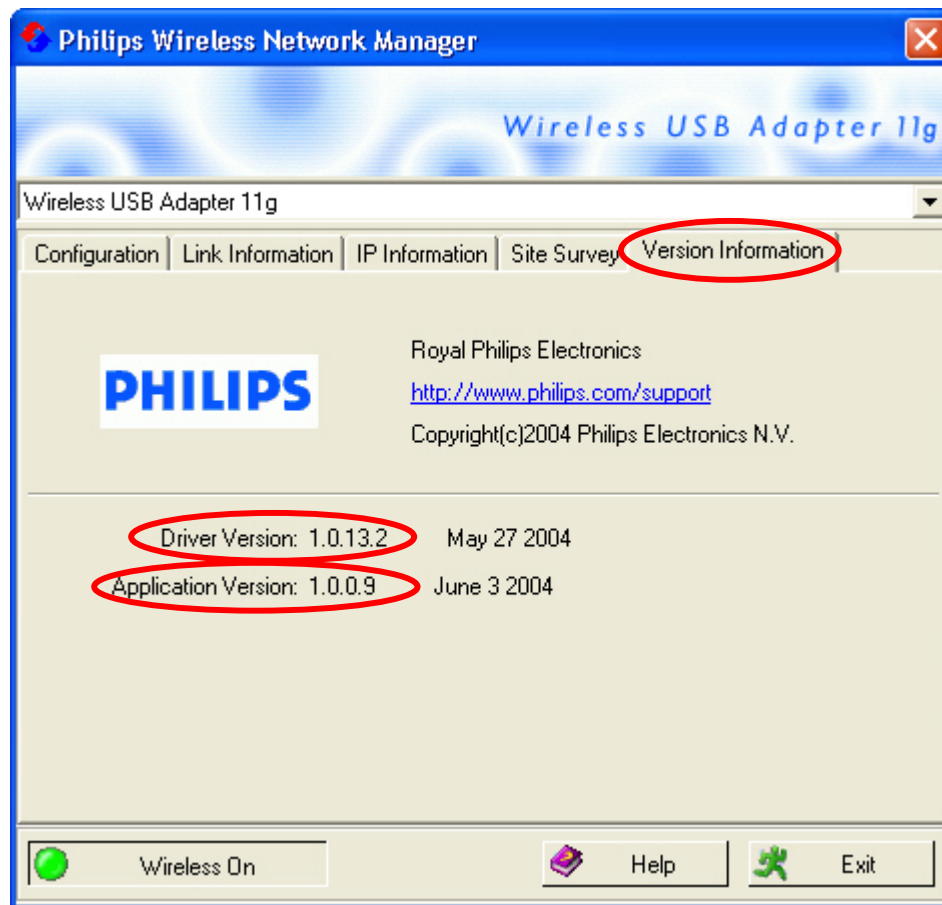 Philips Wireless Network Manager
Wireless USB Adapter 11g
Wireless USB Adapter 11g
Configuration Link Information IP Information Site Survey Version Information
PHILIPS
Royal Philips Electronics
http://www.philips.com/support
Copyright(c)2004 Philips Electronics N.V.
Driver Version: 1.0.13.2 May 27 2004
Application Version: 1.0.0.9 June 3 2004
Wireless On Help Exit